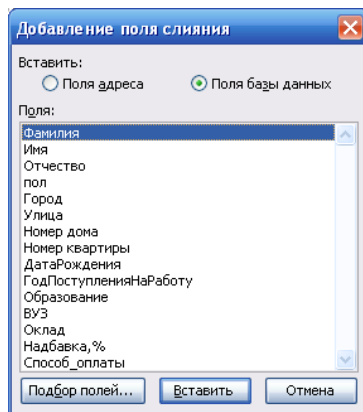 Добавление поля слияния
Вставить:
Поля адреса Поля базы данных
Поля:
Фамилия
Имя
Отчество
пол
Город
Улица
Номер дома
Номер квартиры
ДатаРождения
ГодПоступленияНаРаботу
Образование
ВУЗ
Оклад
Надбавка,%
Способ_оплаты
Подбор полей... Вставить Отмена